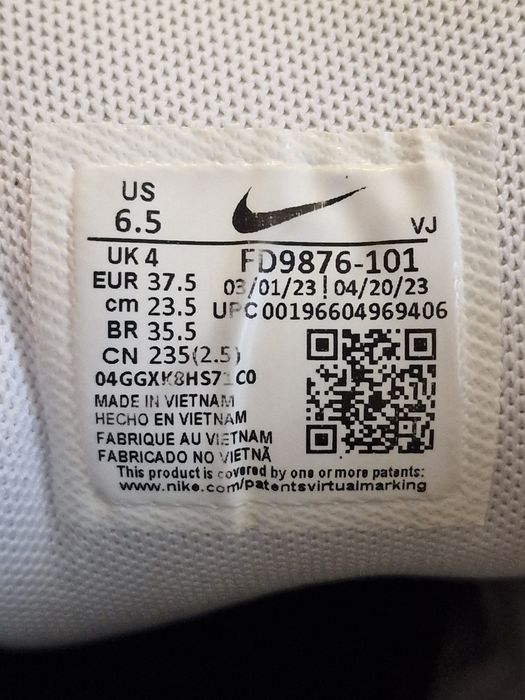 US
6.5
VJ
UK 4
FD9876-101
EUR 37.5
03/01/23 | 04/20/23
cm 23.5
UPC 00196604969406
BR 35.5
CN 235(2.5)
MADE IN VIETNAM
HECHO EN VIETNAM
FABRIQUE AU VIETNAM
FABRICADO NO VIETNÃ
This product is covered by one or more patents:
www.nike.com/patentsvirtualmarking